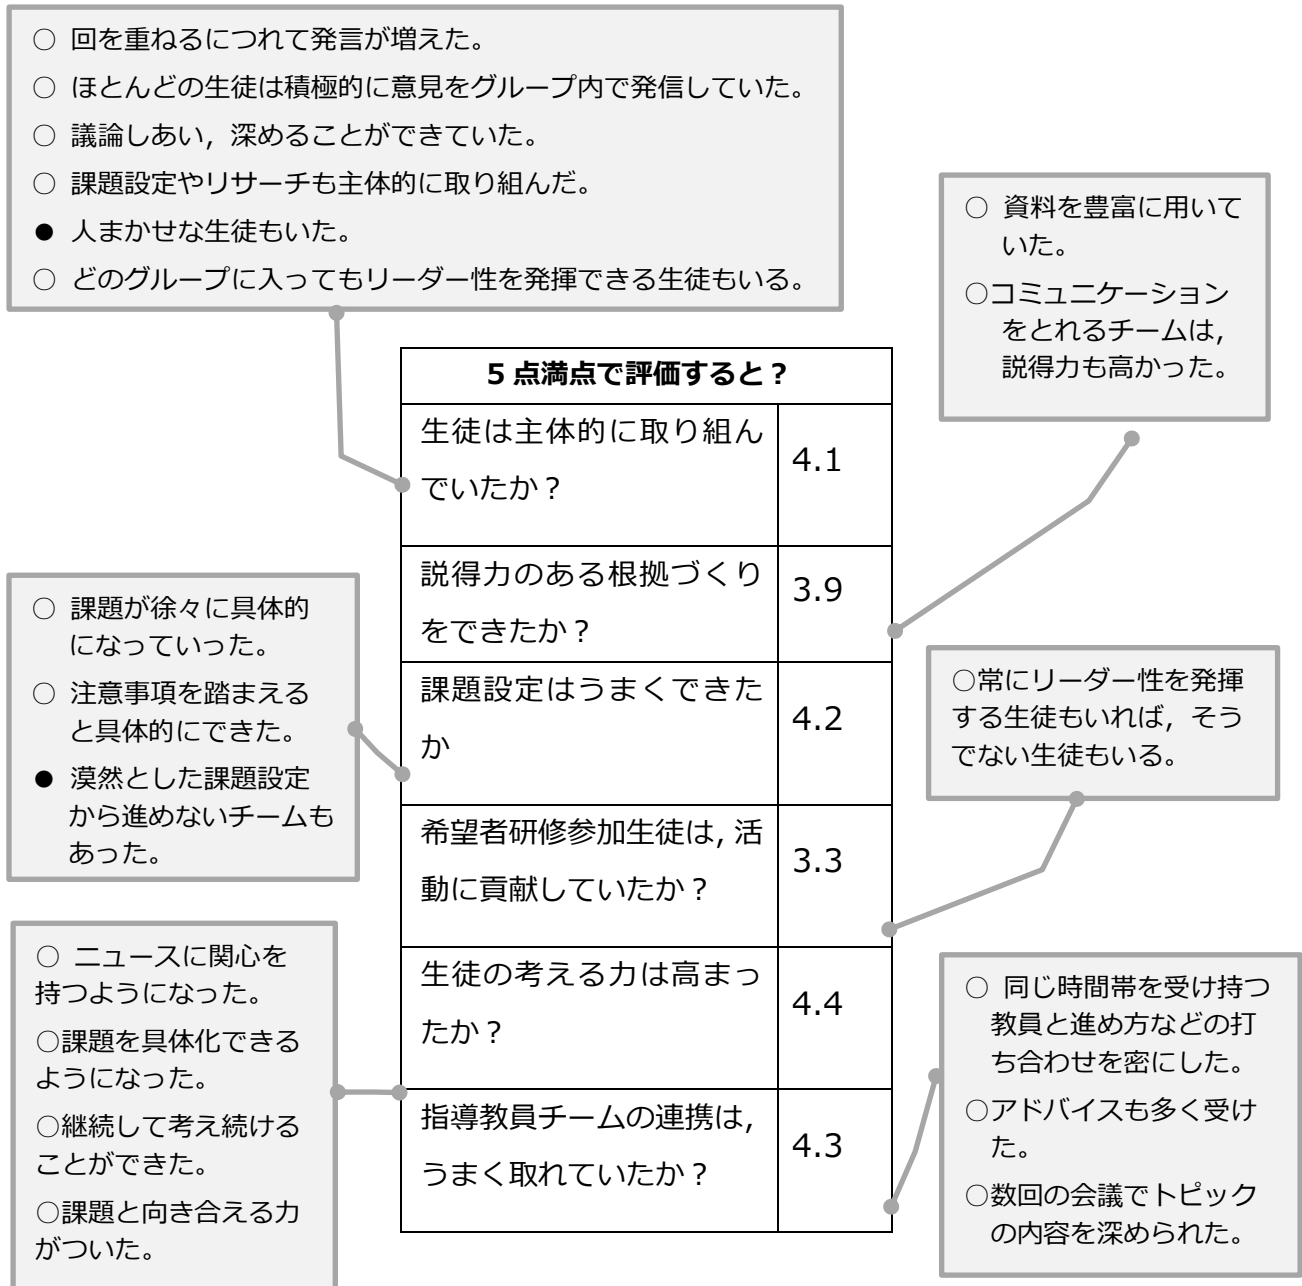 ○ 回を重ねるにつれて発言が増えた。
○ ほとんどの生徒は積極的に意見をグループ内で発信していた。
○ 議論しあい，深めることができていた。
○ 課題設定やリサーチも主体的に取り組んだ。
● 人まかせな生徒もいた。
○ どのグループに入ってもリーダー性を発揮できる生徒もいる。
○ 資料を豊富に用いて
いた。
○コミュニケーション
をとれるチームは，
説得力も高かった。
5 点満点で評価すると？
生徒は主体的に取り組ん
でいたか？
4.1
説得力のある根拠づくり
をできたか？
3.9
課題設定はうまくできた
か
4.2
希望者研修参加生徒は，活
動に貢献していたか？
3.3
生徒の考える力は高まっ
たか？
4.4
指導教員チームの連携は，
うまく取れていたか？
4.3
○ 課題が徐々に具体的
になっていった。
○ 注意事項を踏まえる
と具体的にできた。
● 漠然とした課題設定
から進めないチームも
あった。
○常にリーダー性を発揮
する生徒もいれば，そう
でない生徒もいる。
○ ニュースに関心を
持つようになった。
○課題を具体化できる
ようになった。
○継続して考え続ける
ことができた。
○課題と向き合える力
がついた。
○ 同じ時間帯を受け持つ
教員と進め方などの打
ち合わせを密にした。
○アドバイスも多く受け
た。
○数回の会議でトピック
の内容を深められた。